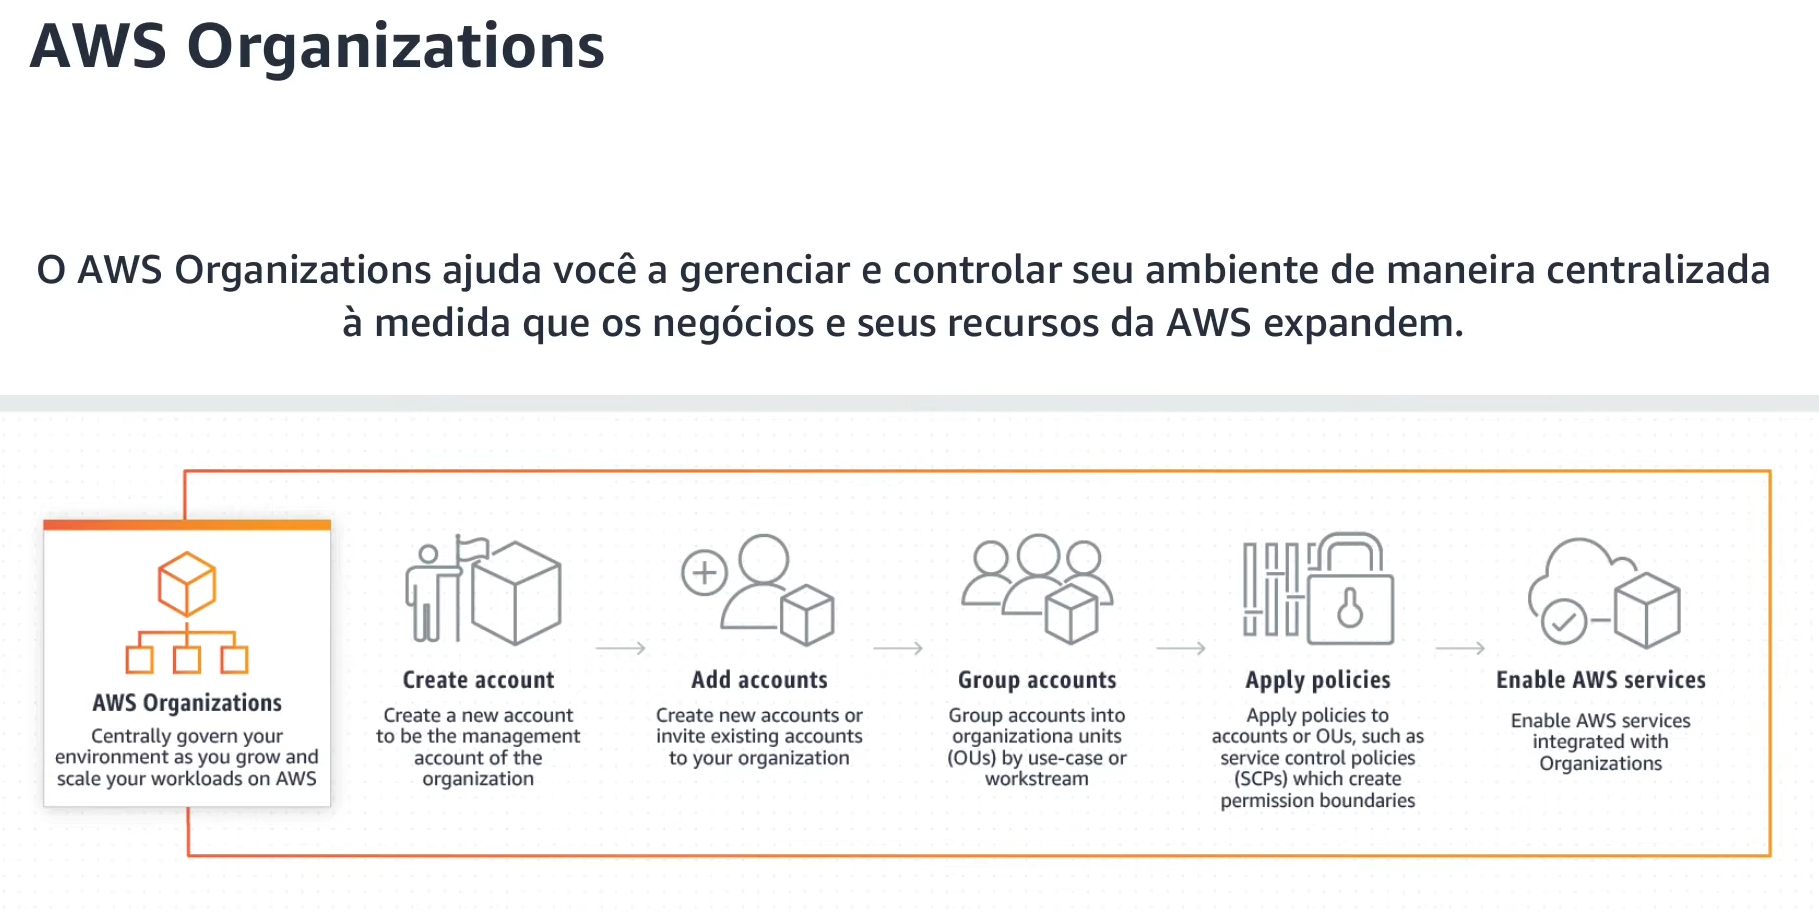 AWS Organizations
O AWS Organizations ajuda você a gerenciar e controlar seu ambiente de maneira centralizada
à medida que os negócios e seus recursos da AWS expandem.
AWS Organizations
Centrally govern your
environment as you grow and
scale your workloads on AWS
Create account
Create a new account
to be the management
account of the
organization
Add accounts
Create new accounts or
invite existing accounts
to your organization
Group accounts
Group accounts into
organizationa units
(OUs) by use-case or
workstream
Apply policies
Apply policies to
accounts or OUs, such as
service control policies
(SCPs) which create
permission boundaries
Enable AWS services
Enable AWS services
integrated with
Organizations